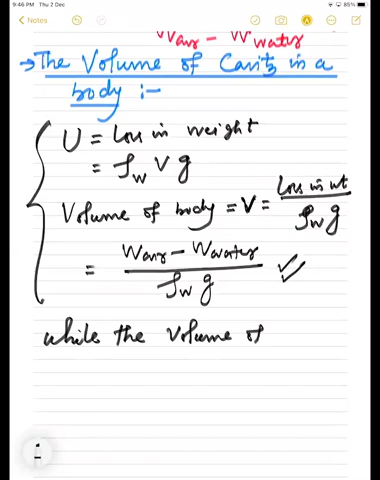 9:46 PM Thu 2 Dec
85%
Notes
Wair - Wwater
→ The Volume of Cavity in a
body :-
U = Loss in weight
= ρw V g
Volume of body = V = Loss in wt / ρw g
= Wair - Wwater / ρw g
while the Volume of